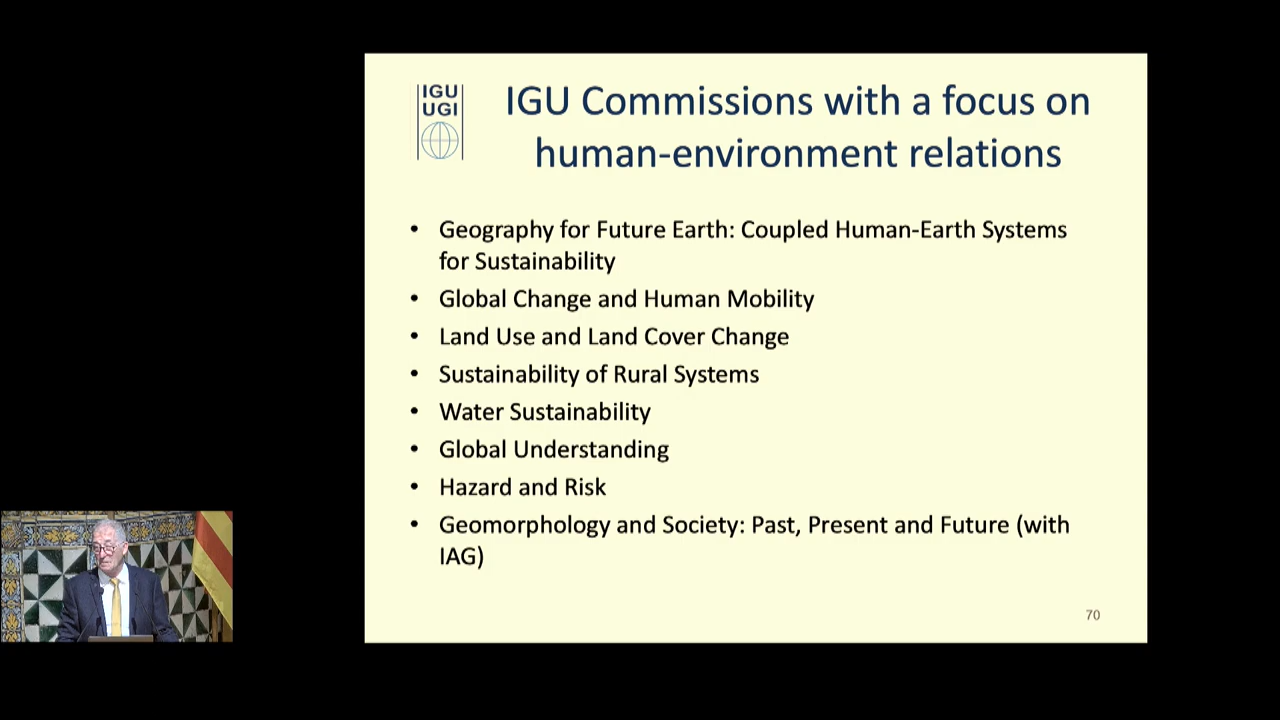 IGU
UGI
IGU Commissions with a focus on
human-environment relations
• Geography for Future Earth: Coupled Human-Earth Systems
for Sustainability
• Global Change and Human Mobility
• Land Use and Land Cover Change
• Sustainability of Rural Systems
• Water Sustainability
• Global Understanding
• Hazard and Risk
• Geomorphology and Society: Past, Present and Future (with
IAG)
70